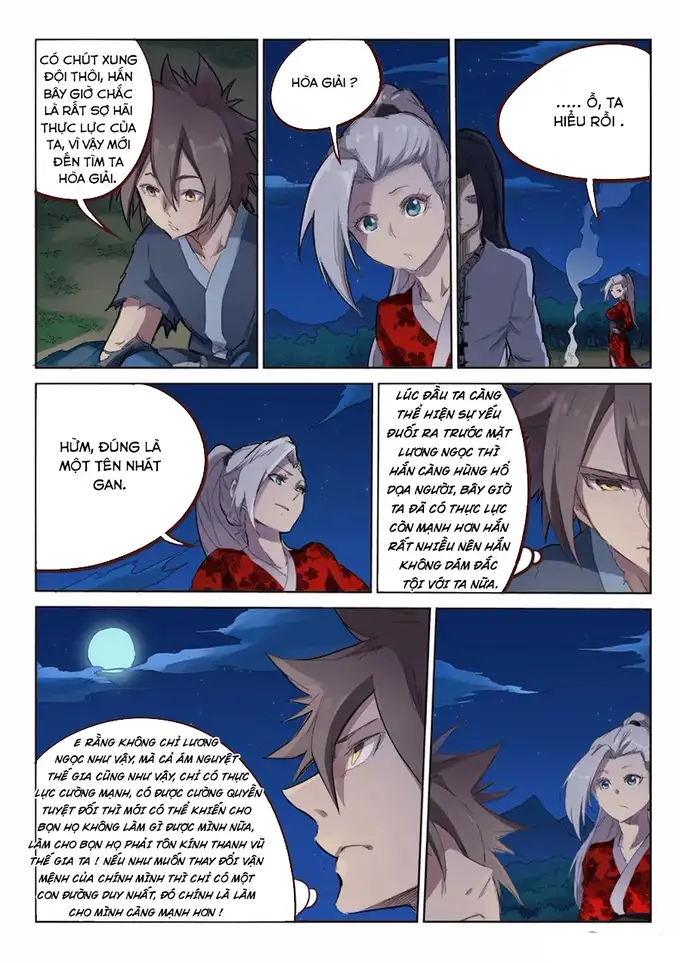 CÓ CHÚT XUNG
ĐỘI THÔI, HẮN
BÂY GIỜ CHẮC
LÀ RẤT SỢ HÃI
THỰC LỰC CỦA
TA, VĨ VẬY MỚI
ĐẾN TÌM TA
HÒA GIẢI.
HÒA GIẢI ?
..... Ồ, TA
HIỂU RỒI .
HỪM, ĐÚNG LÀ
MỘT TÊN NHÁT
GAN.
LÚC ĐẦU TA CÀNG
THỂ HIỆN SỰ YẾU
ĐUỐI RA TRƯỚC MẶT
LƯƠNG NGỌC THÌ
HẮN CÀNG HÙNG HỔ
DỌA NGƯỜI, BÂY GIỜ
TA ĐÃ CÓ THỰC LỰC
CÒN MẠNH HƠN HẮN
RẤT NHIỀU NÊN HẮN
KHÔNG DÁM ĐẮC
TỘI VỚI TA NỮA.
E RẰNG KHÔNG CHỈ LƯƠNG
NGỌC NHƯ VẬY, MÀ CẢ ÁM NGUYỆT
THẾ GIA CŨNG NHƯ VẬY, CHỈ CÓ THỰC
LỰC CƯỜNG MẠNH, CÓ ĐƯỢC CƯỜNG QUYỀN
TUYỆT ĐỐI THÌ MỚI CÓ THỂ KHIẾN CHO
BỌN HỌ KHÔNG LÀM GÌ ĐƯỢC MÌNH NỮA,
LÀM CHO BỌN HỌ PHẢI TÔN KÍNH THANH VŨ
THẾ GIA TA ! NẾU NHƯ MUỐN THAY ĐỔI VẬN
MỆNH CỦA CHÍNH MÌNH THÌ CHỈ CÓ MỘT
CON ĐƯỜNG DUY NHẤT, ĐÓ CHÍNH LÀ LÀM
CHO MÌNH CÀNG MẠNH HƠN !